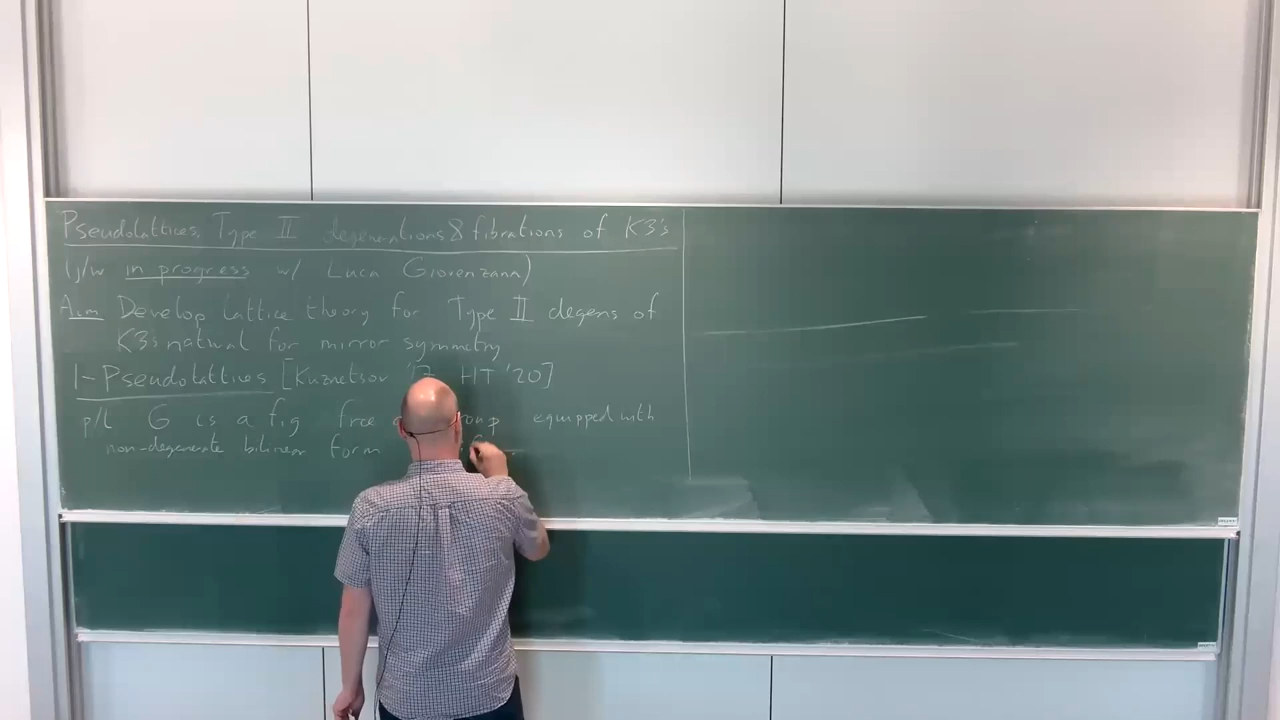 Pseudolattices, Type II degenerations & fibrations of K3's
(j/w in progress w/ Luca Giovenzana)
Aim Develop lattice theory for Type II degens of
K3s natural for mirror symmetry
1-Pseudolattices [Kuznetsov '17 HT '20]
p/l G is a f.g. free equipped with
non-degenerate bilinear form